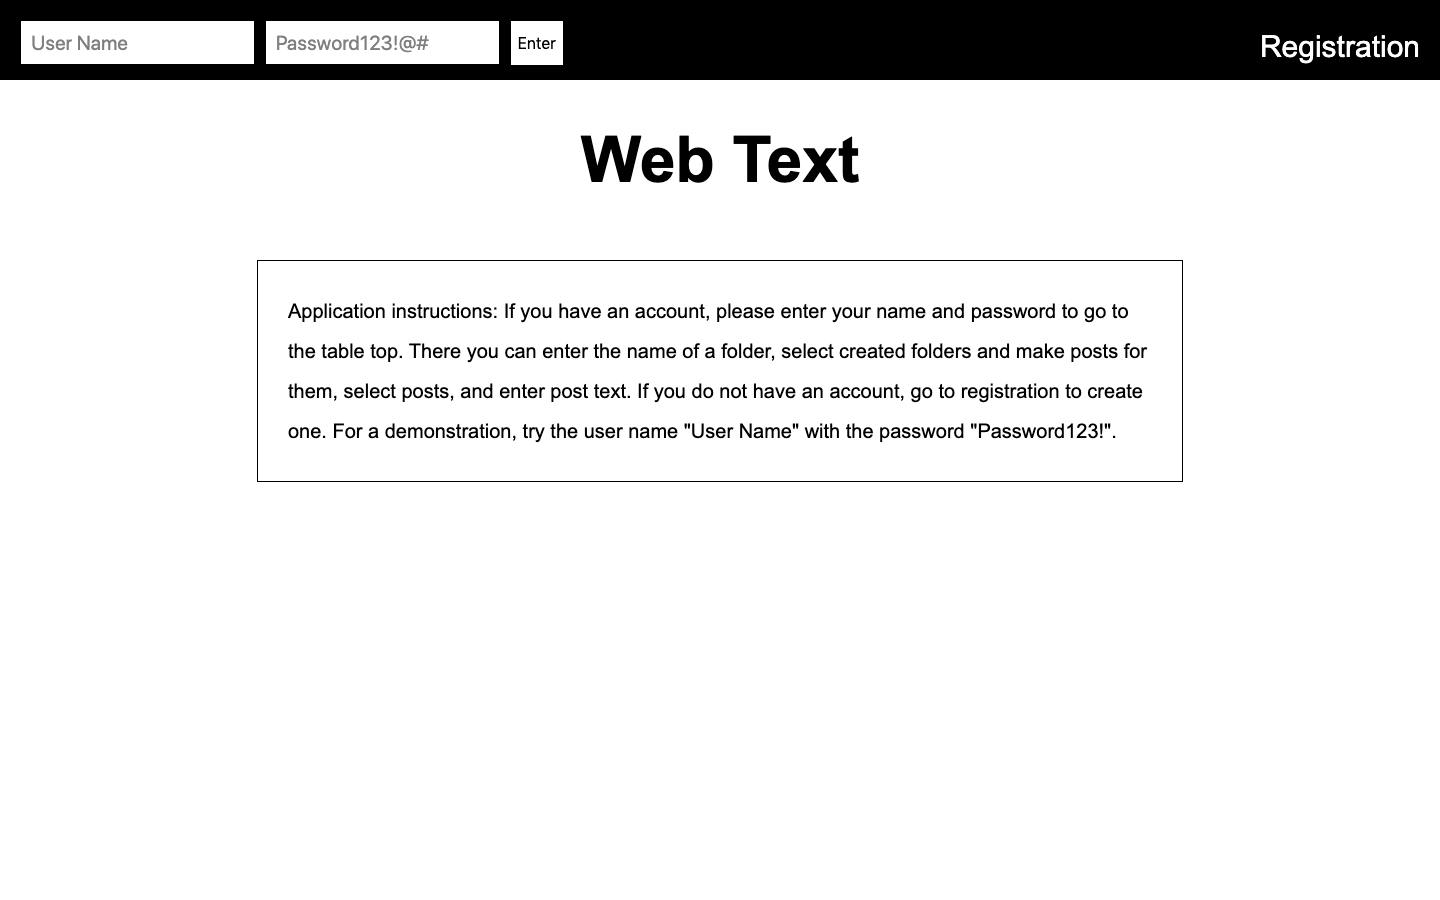 User Name Password123!@# Enter Registration
Web Text
Application instructions: If you have an account, please enter your name and password to go to
the table top. There you can enter the name of a folder, select created folders and make posts for
them, select posts, and enter post text. If you do not have an account, go to registration to create
one. For a demonstration, try the user name "User Name" with the password "Password123!".